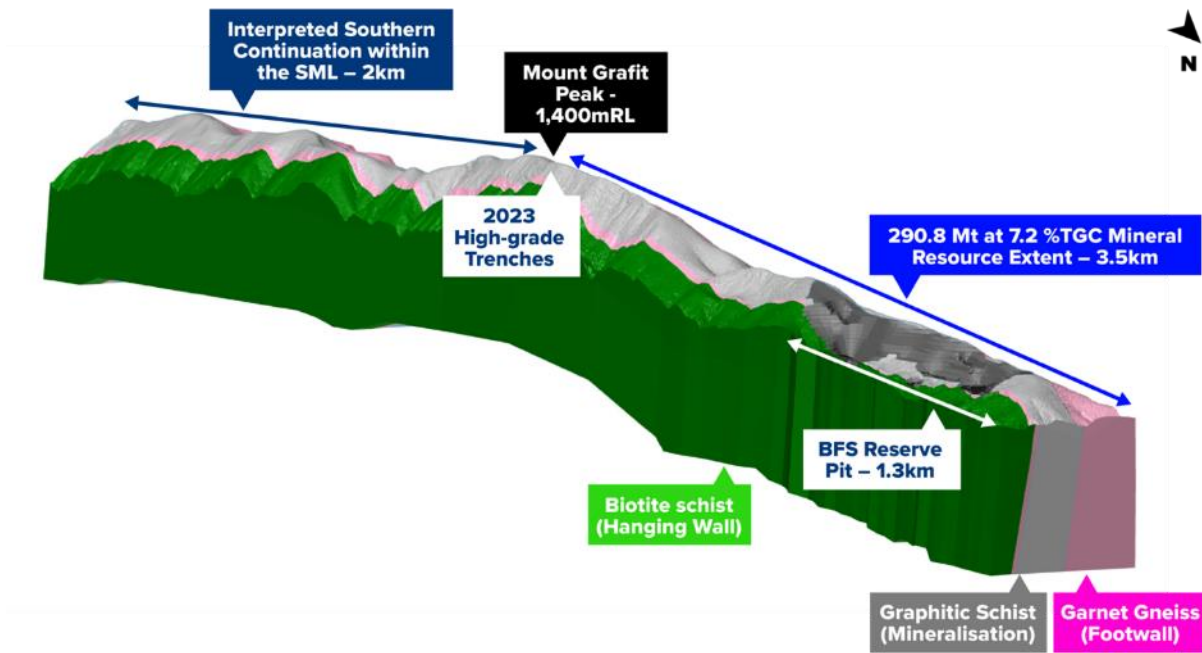 Interpreted Southern
Continuation within
the SML – 2km
Mount Grafit
Peak -
1,400mRL
N
2023
High-grade
Trenches
290.8 Mt at 7.2 %TGC Mineral
Resource Extent – 3.5km
BFS Reserve
Pit – 1.3km
Biotite schist
(Hanging Wall)
Graphitic Schist
(Mineralisation)
Garnet Gneiss
(Footwall)